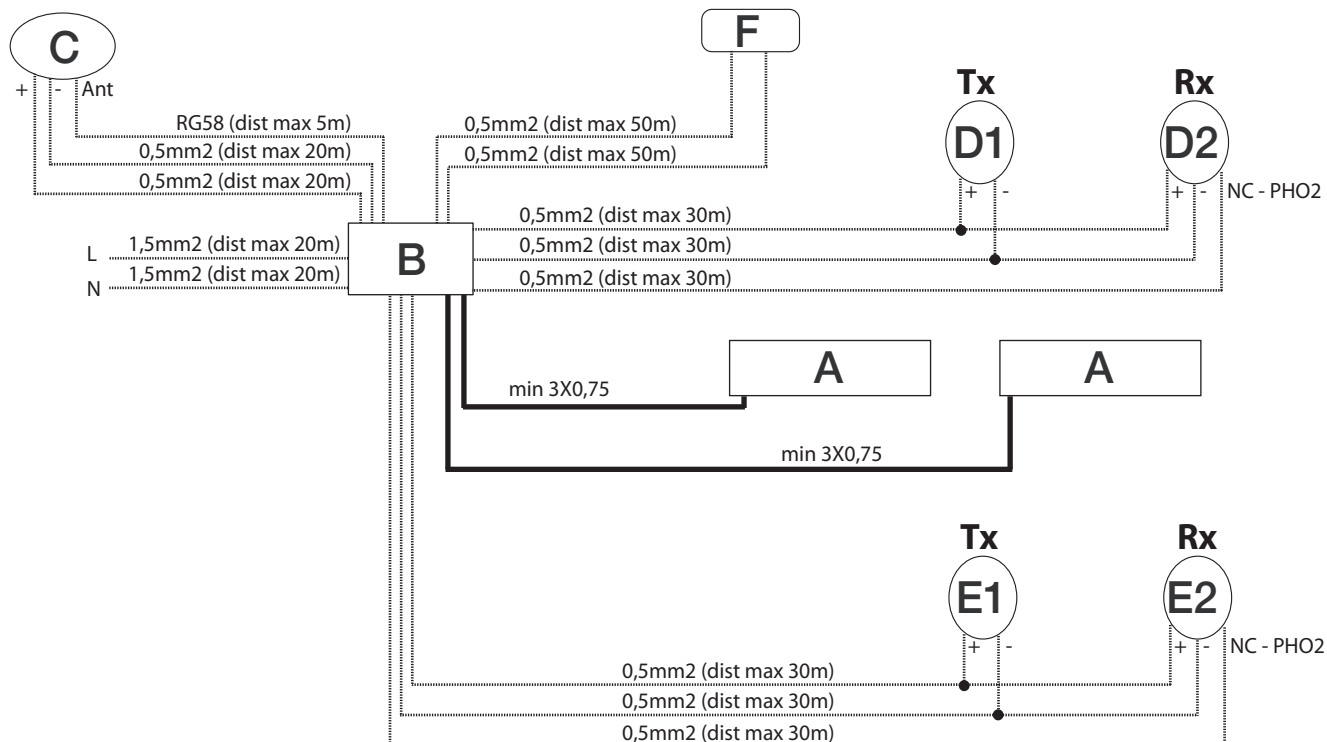 C
F
+ - Ant
Tx Rx
RG58 (dist max 5m)
0,5mm2 (dist max 20m)
0,5mm2 (dist max 20m)
0,5mm2 (dist max 50m)
0,5mm2 (dist max 50m)
D1 D2
+ - + - NC - PHO2
L 1,5mm2 (dist max 20m)
N 1,5mm2 (dist max 20m)
B
0,5mm2 (dist max 30m)
0,5mm2 (dist max 30m)
0,5mm2 (dist max 30m)
A A
min 3X0,75
min 3X0,75
Tx Rx
E1 E2
+ - + - NC - PHO2
0,5mm2 (dist max 30m)
0,5mm2 (dist max 30m)
0,5mm2 (dist max 30m)